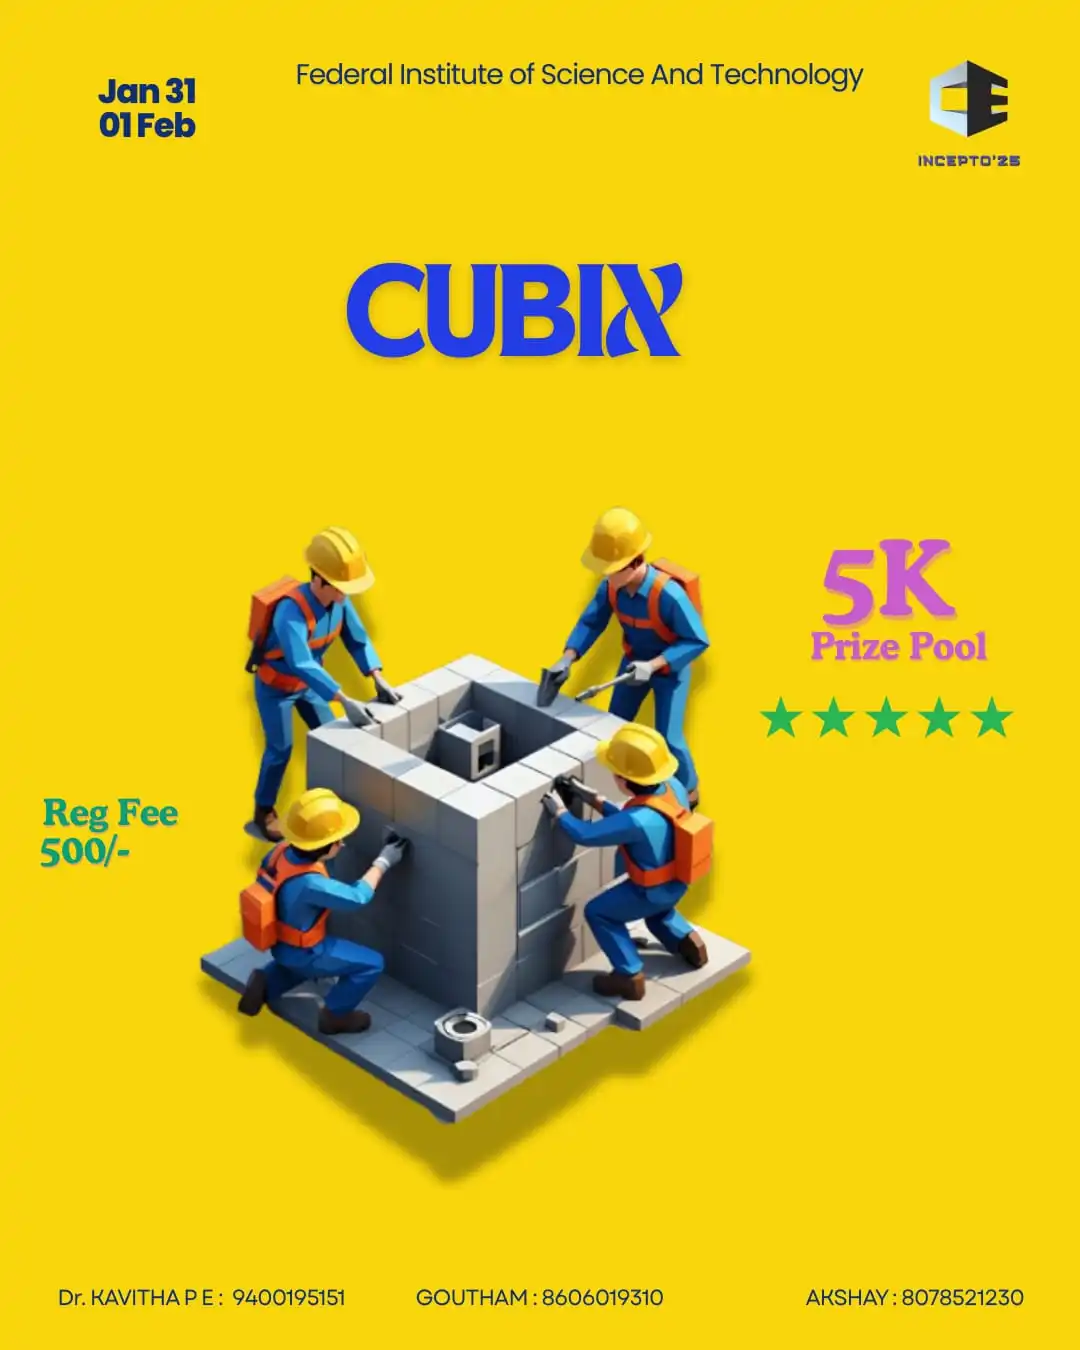 Federal Institute of Science And Technology
Jan 31
01 Feb
INCEPTO'25
CUBIX
5K
Prize Pool
Reg Fee
500/-
Dr. KAVITHA P E : 9400195151
GOUTHAM : 8606019310
AKSHAY : 8078521230